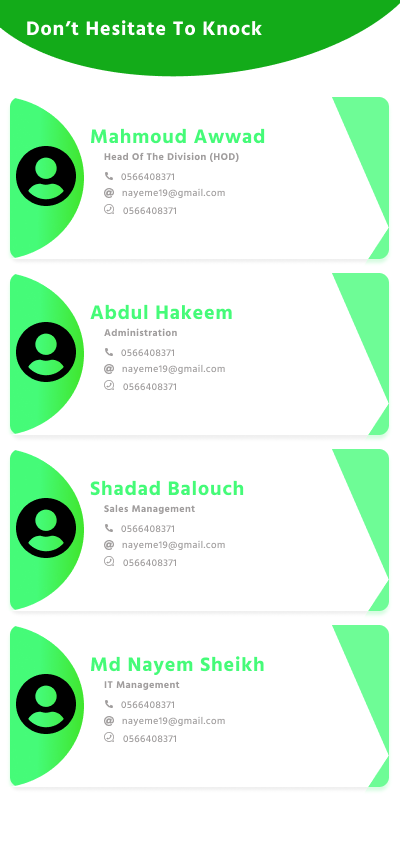 Don’t Hesitate To Knock
Mahmoud Awwad
Head Of The Division (HOD)
0566408371
nayeme19@gmail.com
0566408371
Abdul Hakeem
Administration
0566408371
nayeme19@gmail.com
0566408371
Shadad Balouch
Sales Management
0566408371
nayeme19@gmail.com
0566408371
Md Nayem Sheikh
IT Management
0566408371
nayeme19@gmail.com
0566408371